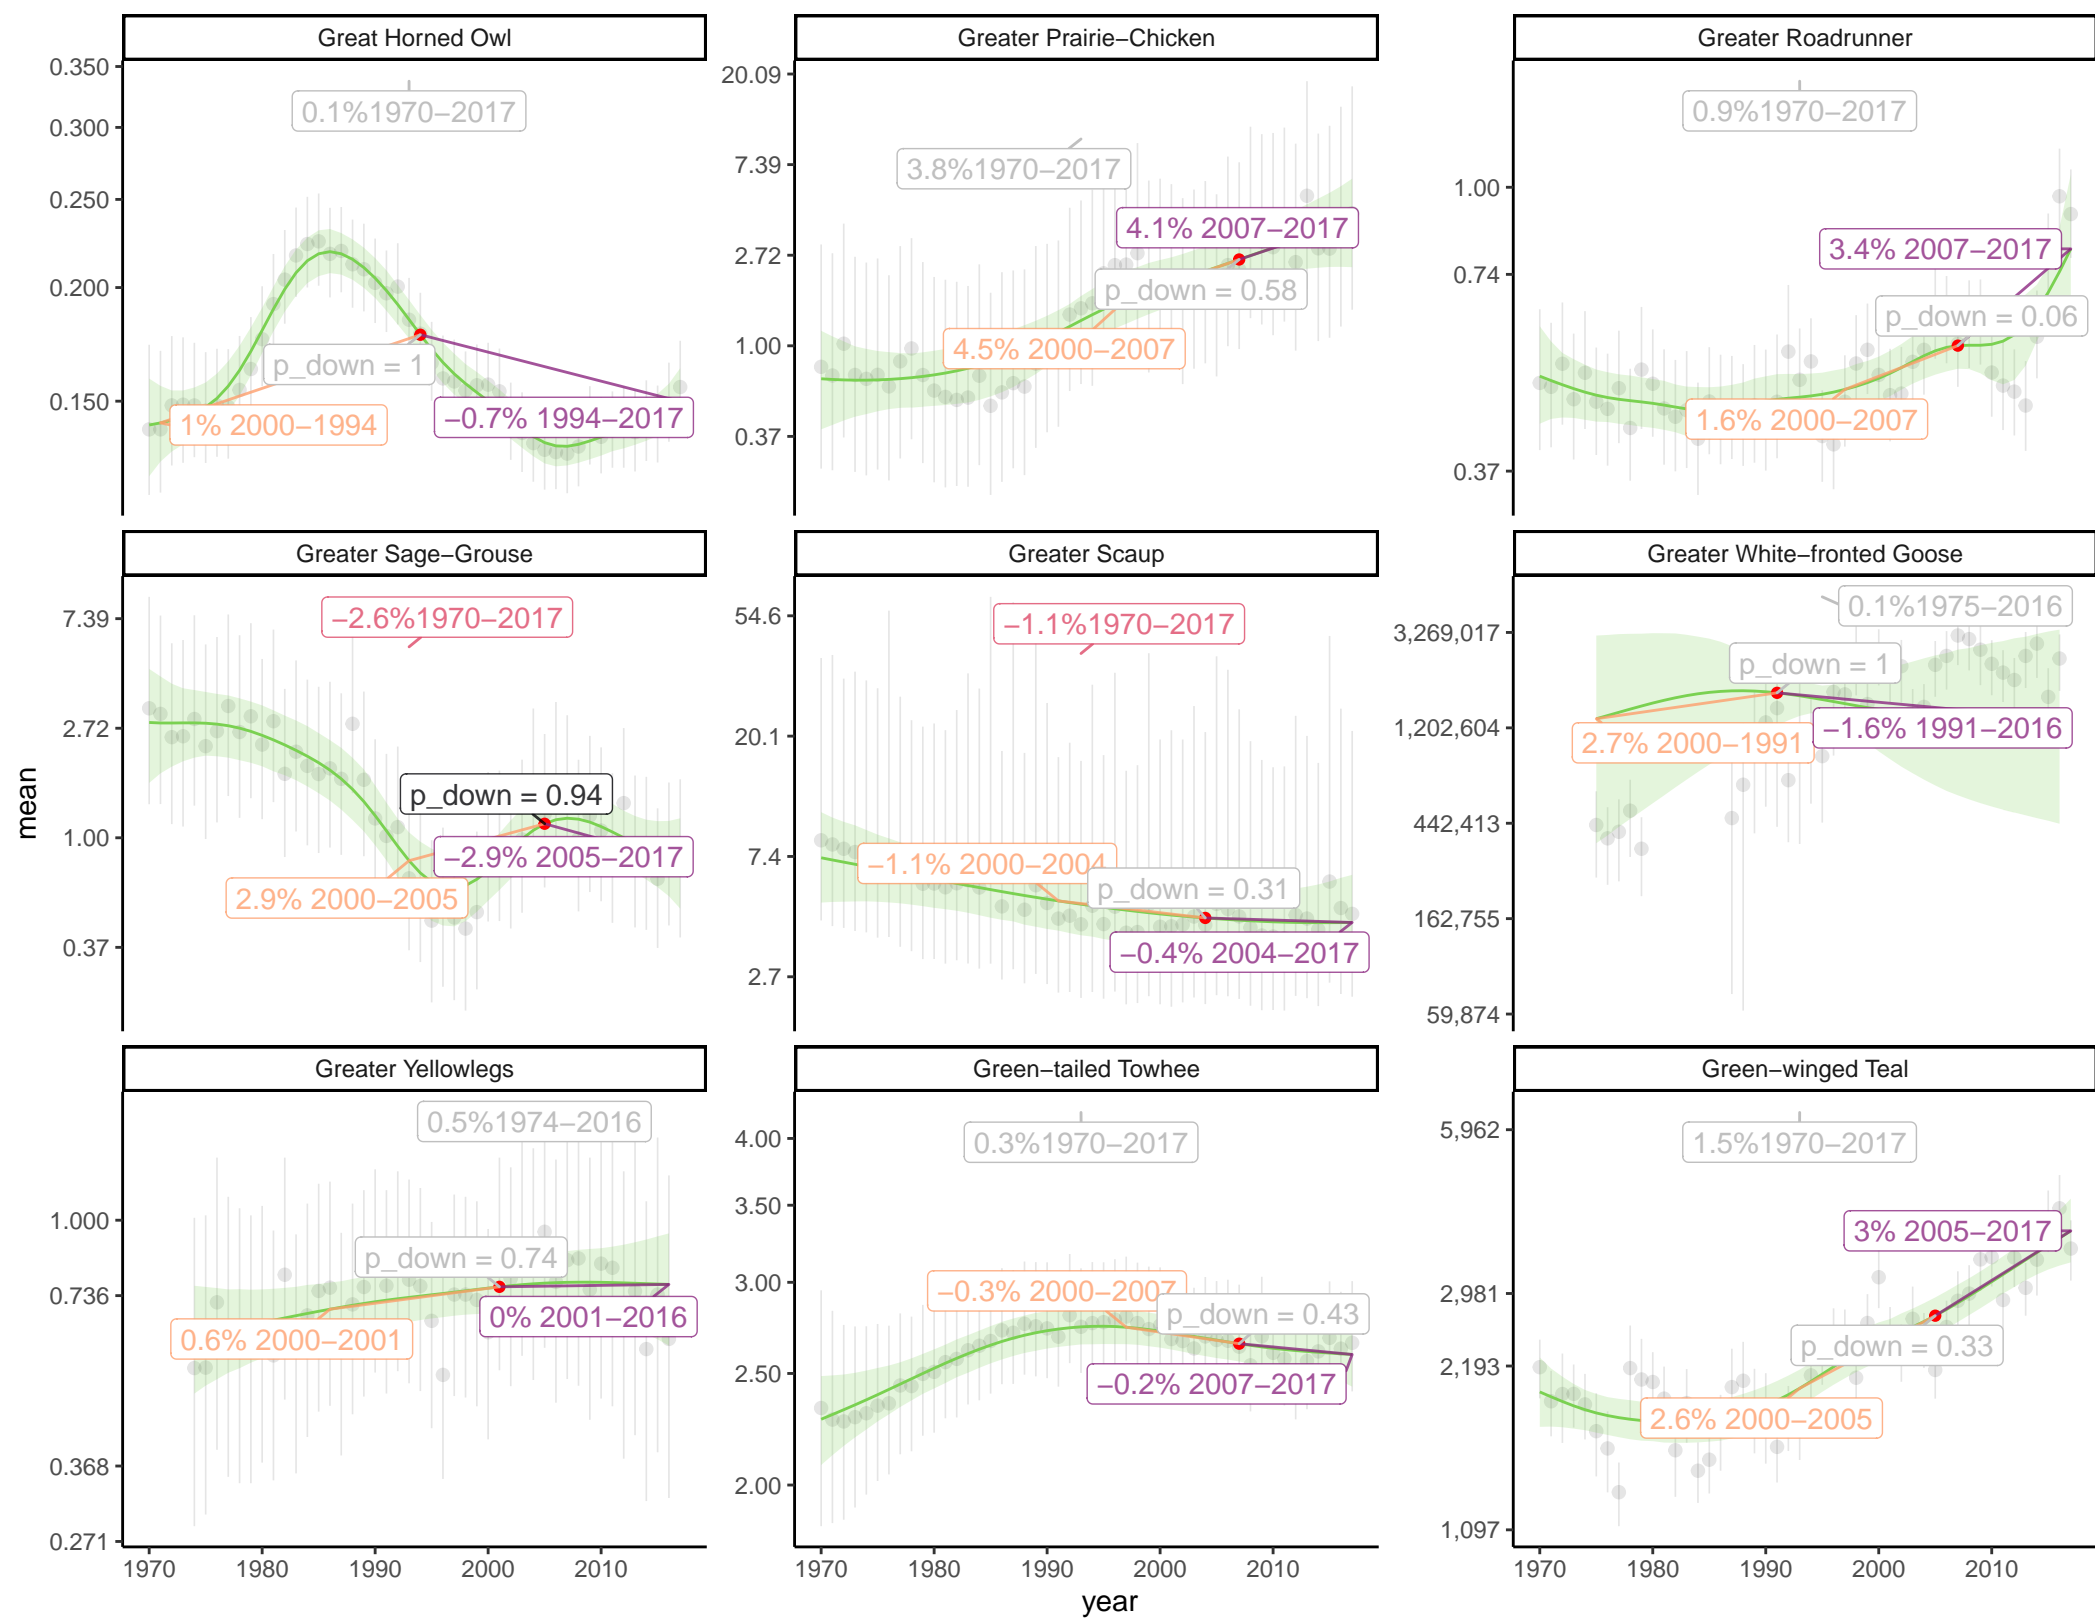 Great Horned Owl
Greater Prairie−Chicken
Greater Roadrunner
0.350
0.300
0.250
0.200
0.150
0.1%1970−2017
p_down = 1
1% 2000−1994
−0.7% 1994−2017
20.09
7.39
2.72
1.00
0.37
3.8%1970−2017
4.1% 2007−2017
p_down = 0.58
4.5% 2000−2007
1.00
0.74
0.37
0.9%1970−2017
3.4% 2007−2017
p_down = 0.06
1.6% 2000−2007
Greater Sage−Grouse
Greater Scaup
Greater White−fronted Goose
mean
7.39
2.72
1.00
0.37
−2.6%1970−2017
p_down = 0.94
−2.9% 2005−2017
2.9% 2000−2005
54.6
20.1
7.4
2.7
−1.1%1970−2017
−1.1% 2000−2004
p_down = 0.31
−0.4% 2004−2017
3,269,017
1,202,604
442,413
162,755
59,874
0.1%1975−2016
p_down = 1
2.7% 2000−1991
−1.6% 1991−2016
Greater Yellowlegs
Green−tailed Towhee
Green−winged Teal
1.000
0.736
0.368
0.271
0.5%1974−2016
p_down = 0.74
0.6% 2000−2001
0% 2001−2016
4.00
3.50
3.00
2.50
2.00
0.3%1970−2017
−0.3% 2000−2007
p_down = 0.43
−0.2% 2007−2017
5,962
2,981
2,193
1,097
1.5%1970−2017
3% 2005−2017
p_down = 0.33
2.6% 2000−2005
1970 1980 1990 2000 2010
1970 1980 1990 2000 2010
1970 1980 1990 2000 2010
year